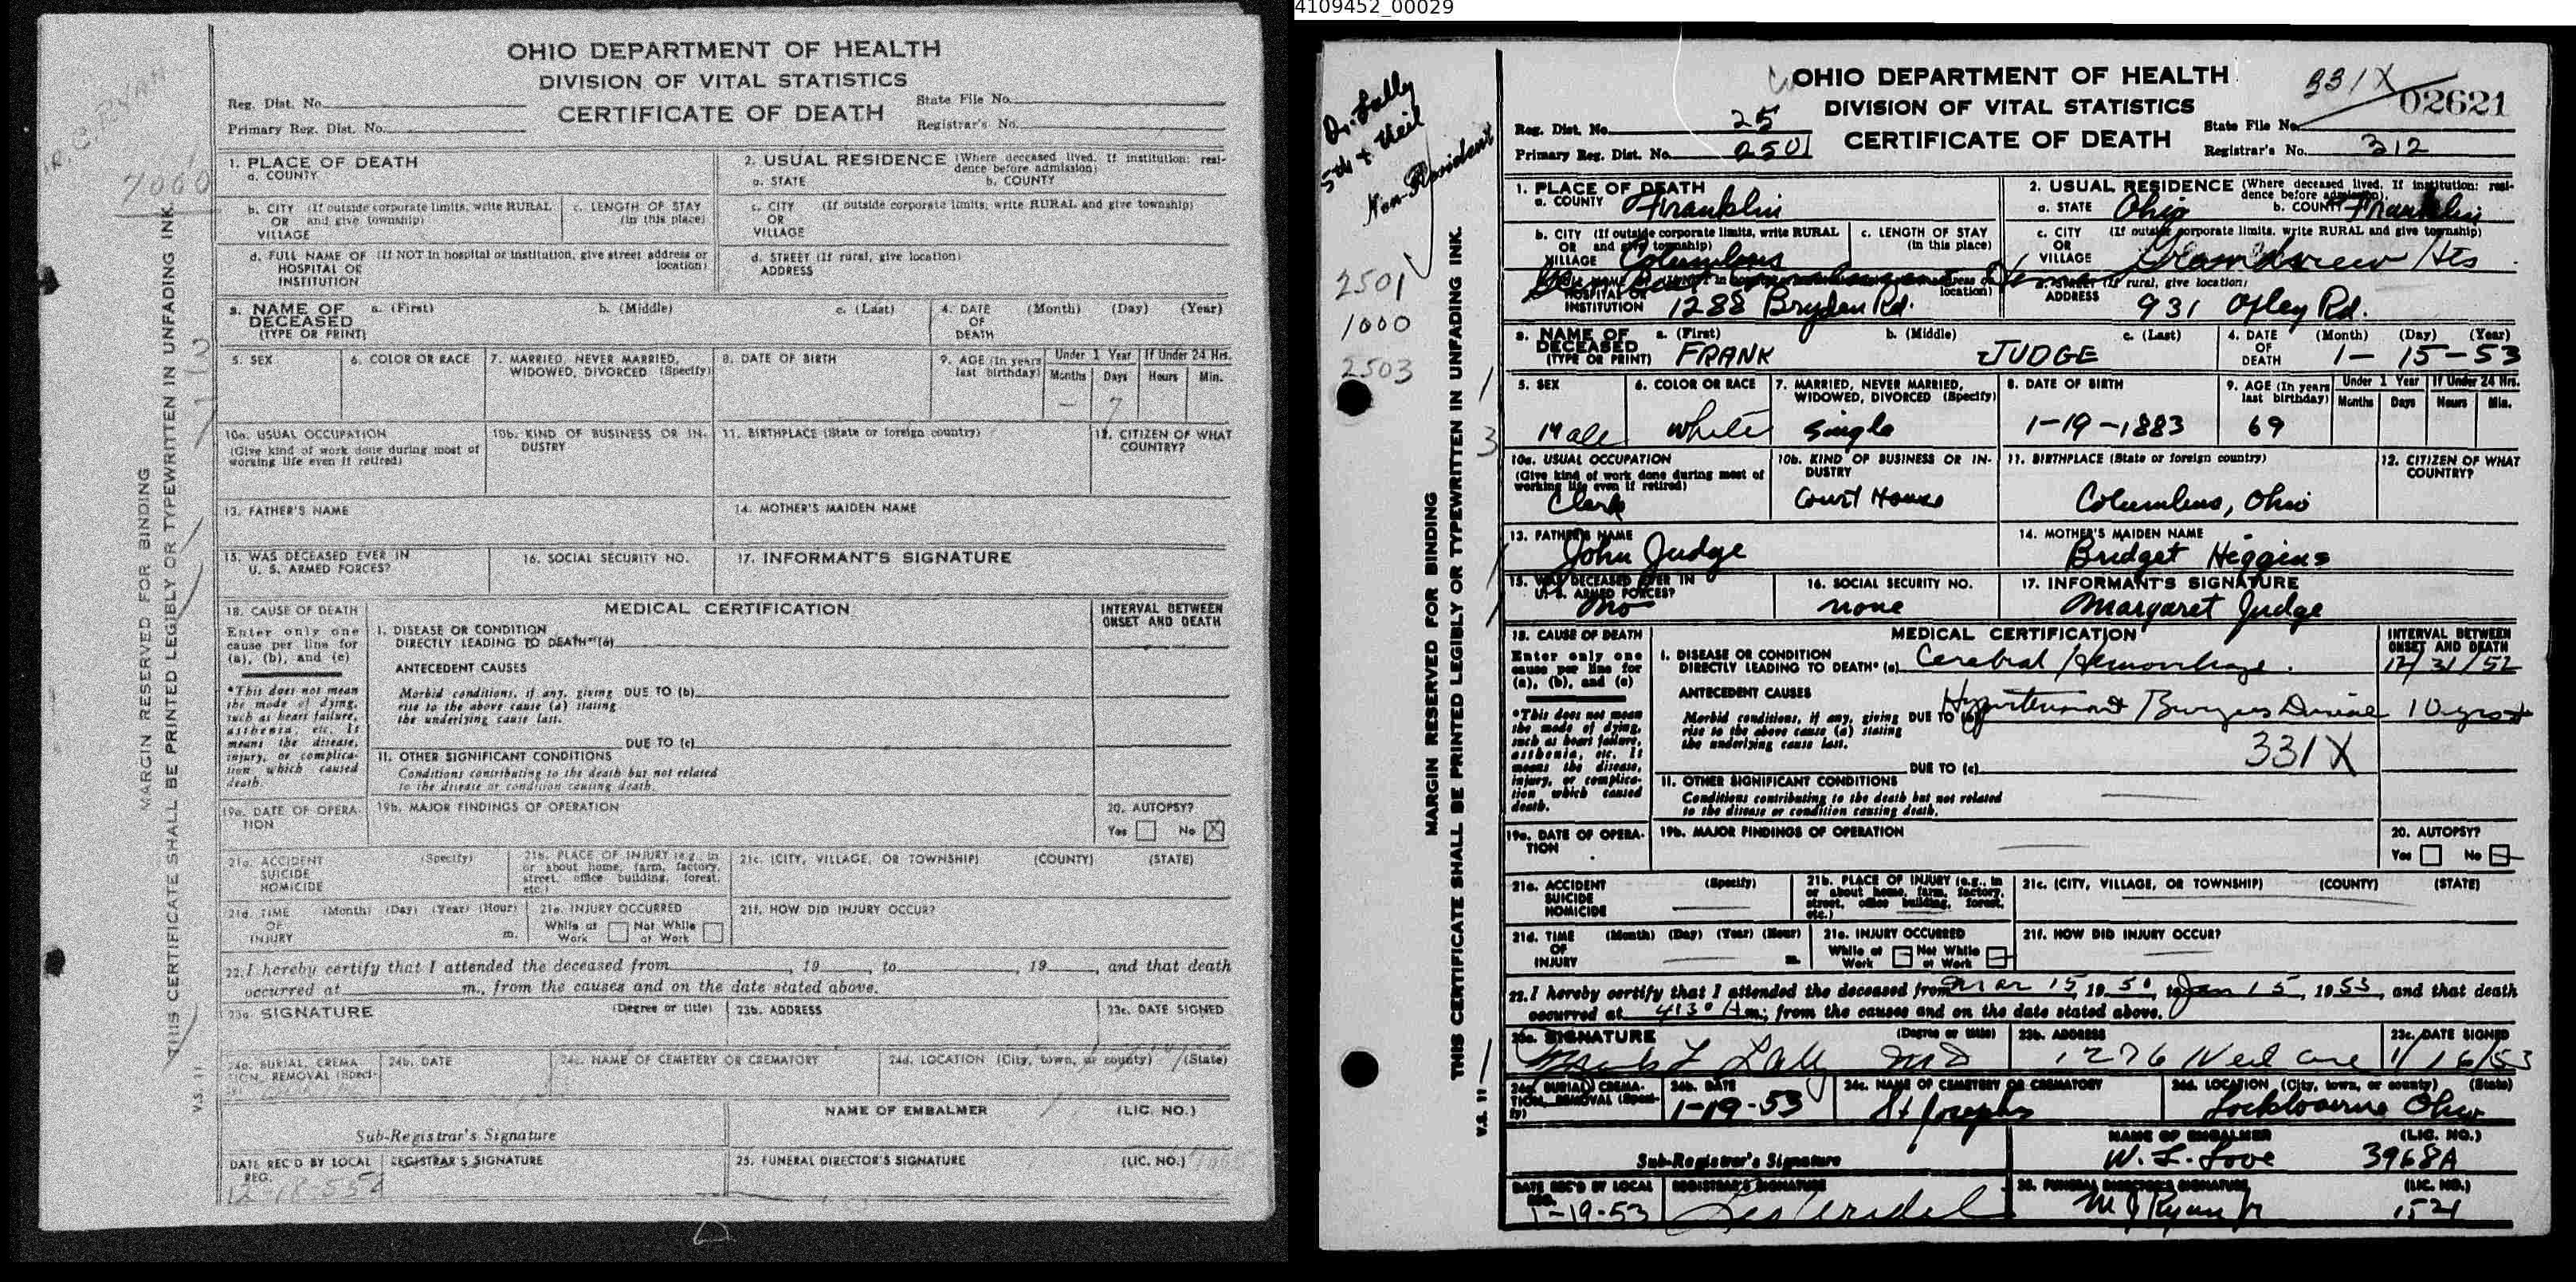 OHIO DEPARTMENT OF HEALTH
DIVISION OF VITAL STATISTICS
CERTIFICATE OF DEATH
Reg. Dist. No.
Primary Reg. Dist. No.
State File No.
Registrar's No.
7060
1. PLACE OF DEATH
a. COUNTY
2. USUAL RESIDENCE (Where deceased lived. If institution: resi-
dence before admission)
a. STATE b. COUNTY
b. CITY (If outside corporate limits, write RURAL
OR and give township)
VILLAGE
c. LENGTH OF STAY
(in this place)
c. CITY (If outside corporate limits, write RURAL and give township)
OR
VILLAGE
d. FULL NAME OF (If NOT in hospital or institution, give street address or
HOSPITAL OR location)
INSTITUTION
d. STREET (If rural, give location)
ADDRESS
3. NAME OF a. (First) b. (Middle) c. (Last)
DECEASED
(TYPE OR PRINT)
4. DATE (Month) (Day) (Year)
OF
DEATH
5. SEX
6. COLOR OR RACE
7. MARRIED, NEVER MARRIED,
WIDOWED, DIVORCED (Specify)
8. DATE OF BIRTH
9. AGE (In years
last birthday)
Under 1 Year If Under 24 Hrs.
Months Days Hours Min.
7
10a. USUAL OCCUPATION
(Give kind of work done during most of
working life even if retired)
10b. KIND OF BUSINESS OR IN-
DUSTRY
11. BIRTHPLACE (State or foreign country)
12. CITIZEN OF WHAT
COUNTRY?
13. FATHER'S NAME
14. MOTHER'S MAIDEN NAME
15. WAS DECEASED EVER IN
U. S. ARMED FORCES?
16. SOCIAL SECURITY NO.
17. INFORMANT'S SIGNATURE
18. CAUSE OF DEATH
Enter only one
cause per line for
(a), (b), and (c)
*This does not mean
the mode of dying,
such as heart failure,
asthenia, etc. It
means the disease,
injury, or complica-
tion which caused
death.
MEDICAL CERTIFICATION
INTERVAL BETWEEN
ONSET AND DEATH
I. DISEASE OR CONDITION
DIRECTLY LEADING TO DEATH* (a)
ANTECEDENT CAUSES
Morbid conditions, if any, giving DUE TO (b)
rise to the above cause (a) stating
the underlying cause last.
DUE TO (c)
II. OTHER SIGNIFICANT CONDITIONS
Conditions contributing to the death but not related
to the disease or condition causing death.
19a. DATE OF OPERA-
TION
19b. MAJOR FINDINGS OF OPERATION
20. AUTOPSY?
Yes No
21a. ACCIDENT (Specify)
SUICIDE
HOMICIDE
21b. PLACE OF INJURY (e.g., in
or about home, farm, factory,
street, office building, forest,
etc.)
21c. (CITY, VILLAGE, OR TOWNSHIP) (COUNTY) (STATE)
21d. TIME (Month) (Day) (Year) (Hour)
OF
INJURY m.
21e. INJURY OCCURRED
While at Not While
Work at Work
21f. HOW DID INJURY OCCUR?
22. I hereby certify that I attended the deceased from , 19 , to , 19 , and that death
occurred at m., from the causes and on the date stated above.
23a. SIGNATURE (Degree or title)
23b. ADDRESS
23c. DATE SIGNED
24a. BURIAL, CREMA-
TION, REMOVAL (Speci-
24b. DATE
24c. NAME OF CEMETERY OR CREMATORY
24d. LOCATION (City, town, or county) (State)
Sub-Registrar's Signature
NAME OF EMBALMER (LIC. NO.)
DATE REC'D BY LOCAL
REG.
REGISTRAR'S SIGNATURE
25. FUNERAL DIRECTOR'S SIGNATURE (LIC. NO.)
MARGIN RESERVED FOR BINDING
THIS CERTIFICATE SHALL BE PRINTED LEGIBLY OR TYPEWRITTEN IN UNFADING INK.
V.S. 11
4109452_00029
OHIO DEPARTMENT OF HEALTH
DIVISION OF VITAL STATISTICS
CERTIFICATE OF DEATH
331X
Reg. Dist. No. 25
Primary Reg. Dist. No. 2501
State File No. 02621
Registrar's No. 312
Dr. Lally
5th + Neil
Non-Resident
2501
1000
2503
1. PLACE OF DEATH
a. COUNTY Franklin
2. USUAL RESIDENCE (Where deceased lived. If institution: resi-
dence before admission)
a. STATE Ohio b. COUNTY Franklin
b. CITY (If outside corporate limits, write RURAL
OR and give township)
VILLAGE Columbus
c. LENGTH OF STAY
(in this place)
c. CITY (If outside corporate limits, write RURAL and give township)
OR
VILLAGE Grandview Hts
HOSPITAL OR location)
INSTITUTION 1288 Bryden Rd.
d. STREET (If rural, give location)
ADDRESS 931 Oxley Rd.
3. NAME OF a. (First) b. (Middle) c. (Last)
DECEASED
(TYPE OR PRINT) FRANK JUDGE
4. DATE (Month) (Day) (Year)
OF
DEATH 1-15-53
5. SEX Male
6. COLOR OR RACE White
7. MARRIED, NEVER MARRIED,
WIDOWED, DIVORCED (Specify)
Single
8. DATE OF BIRTH
1-19-1883
9. AGE (In years
last birthday)
69
Under 1 Year If Under 24 Hrs.
Months Days Hours Min.
10a. USUAL OCCUPATION
(Give kind of work done during most of
working life even if retired)
Clerk
10b. KIND OF BUSINESS OR IN-
DUSTRY
Court House
11. BIRTHPLACE (State or foreign country)
Columbus, Ohio
12. CITIZEN OF WHAT
COUNTRY?
13. FATHER'S NAME
John Judge
14. MOTHER'S MAIDEN NAME
Bridget Higgins
15. WAS DECEASED EVER IN
U. S. ARMED FORCES?
no
16. SOCIAL SECURITY NO.
none
17. INFORMANT'S SIGNATURE
Margaret Judge
18. CAUSE OF DEATH
Enter only one
cause per line for
(a), (b), and (c)
*This does not mean
the mode of dying,
such as heart failure,
asthenia, etc. It
means the disease,
injury, or complica-
tion which caused
death.
MEDICAL CERTIFICATION
INTERVAL BETWEEN
ONSET AND DEATH
I. DISEASE OR CONDITION
DIRECTLY LEADING TO DEATH* (a) Cerebral Hemorrhage. 12/31/52
ANTECEDENT CAUSES
Morbid conditions, if any, giving DUE TO (b) Disease 10 yrs +
rise to the above cause (a) stating
the underlying cause last.
331X
DUE TO (c)
II. OTHER SIGNIFICANT CONDITIONS
Conditions contributing to the death but not related
to the disease or condition causing death.
19a. DATE OF OPERA-
TION
19b. MAJOR FINDINGS OF OPERATION
20. AUTOPSY?
Yes No
21a. ACCIDENT (Specify)
SUICIDE
HOMICIDE
21b. PLACE OF INJURY (e.g., in
or about home, farm, factory,
street, office building, forest,
etc.)
21c. (CITY, VILLAGE, OR TOWNSHIP) (COUNTY) (STATE)
21d. TIME (Month) (Day) (Year) (Hour)
OF
INJURY m.
21e. INJURY OCCURRED
While at Not While
Work at Work
21f. HOW DID INJURY OCCUR?
22. I hereby certify that I attended the deceased from Mar 15, 1950, to Jan 15, 1953, and that death
occurred at 4:30 A m., from the causes and on the date stated above.
23a. SIGNATURE (Degree or title)
Frank F Lally MD
23b. ADDRESS
1276 Neil ave
23c. DATE SIGNED
1/16/53
24a. BURIAL, CREMA-
TION, REMOVAL (Speci-
fy)
24b. DATE
1-19-53
24c. NAME OF CEMETERY OR CREMATORY
St Josephs
24d. LOCATION (City, town, or county) (State)
Lockbourne Ohio
Sub-Registrar's Signature
NAME OF EMBALMER (LIC. NO.)
W. L. Love 3968A
DATE REC'D BY LOCAL
REG.
1-19-53
REGISTRAR'S SIGNATURE
25. FUNERAL DIRECTOR'S SIGNATURE (LIC. NO.)
M J Ryan Jr 1521
MARGIN RESERVED FOR BINDING
THIS CERTIFICATE SHALL BE PRINTED LEGIBLY OR TYPEWRITTEN IN UNFADING INK.
V.S. 11